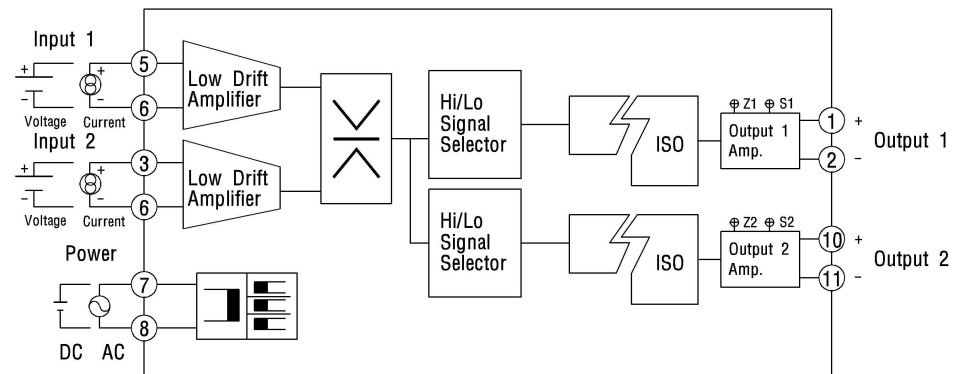 Input 1
+
−
Voltage
+
−
Current
5
6
Low Drift
Amplifier
Input 2
+
−
Voltage
+
−
Current
3
6
Low Drift
Amplifier
Power
DC
AC
7
8
Hi/Lo
Signal
Selector
ISO
Z1 S1
Output 1
Amp.
1 +
2 −
Output 1
Hi/Lo
Signal
Selector
ISO
Z2 S2
Output 2
Amp.
10 +
11 −
Output 2